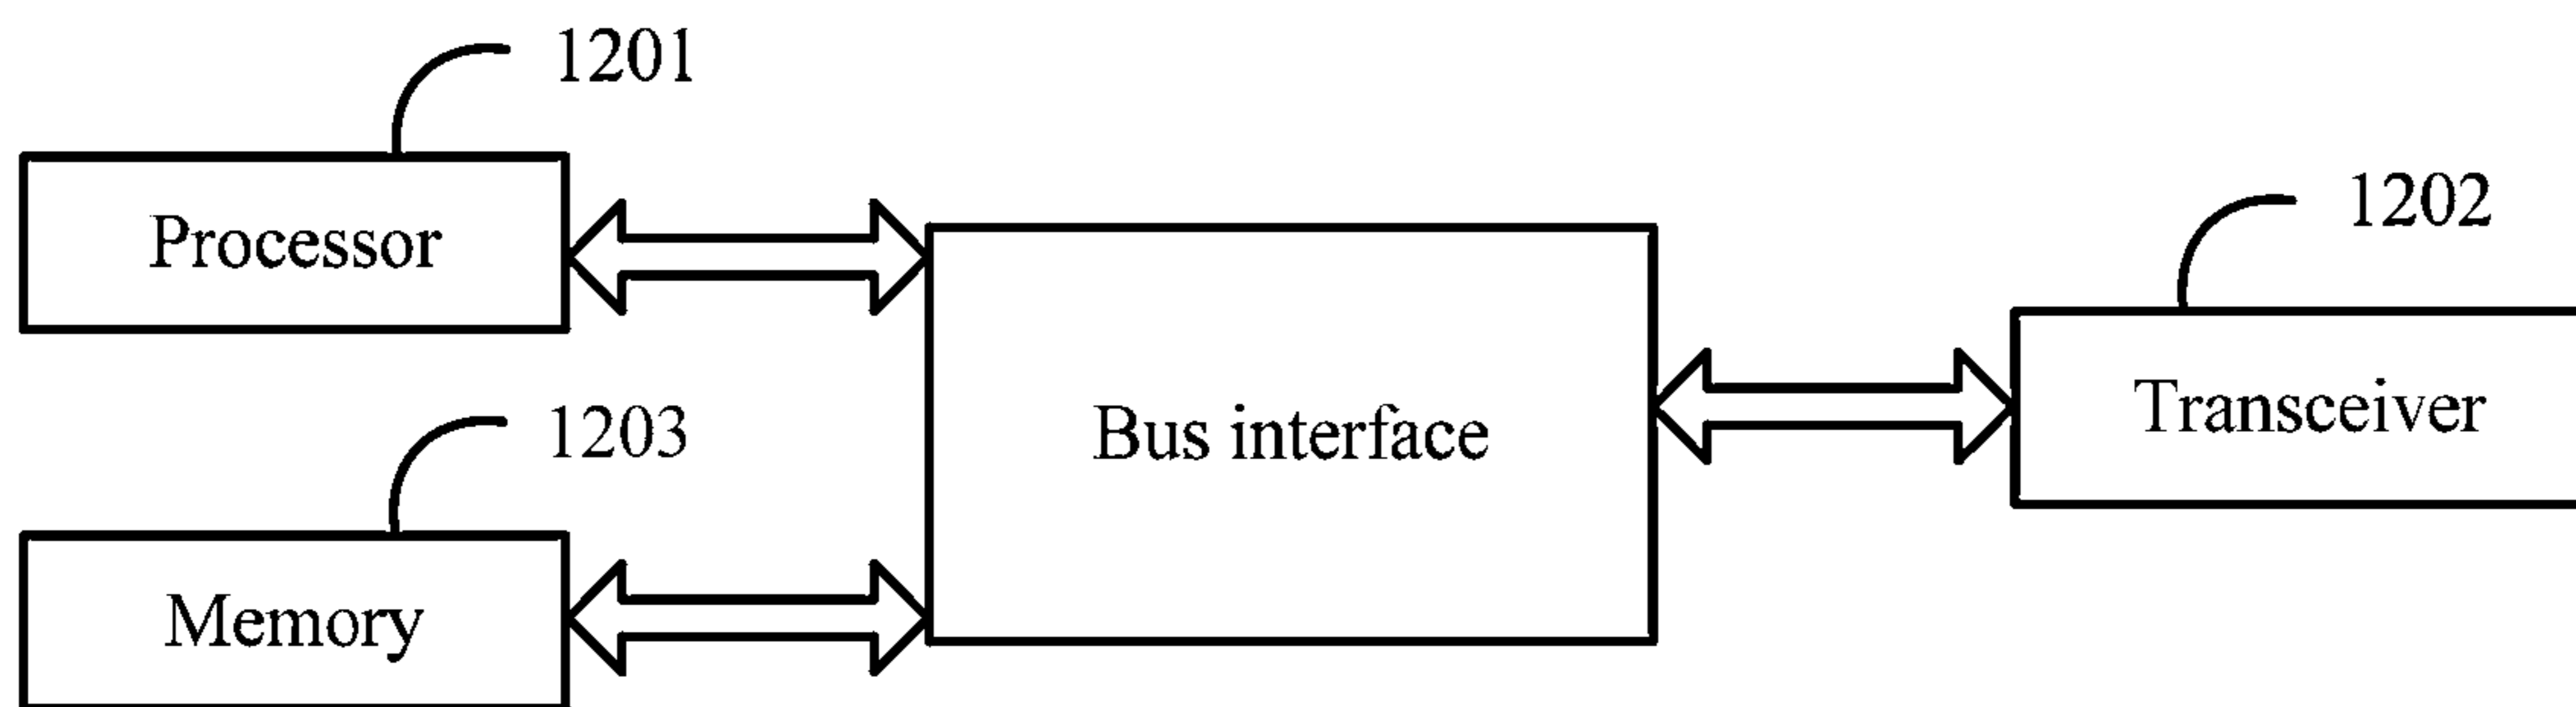 1201
Processor
1202
Bus interface
Transceiver
1203
Memory